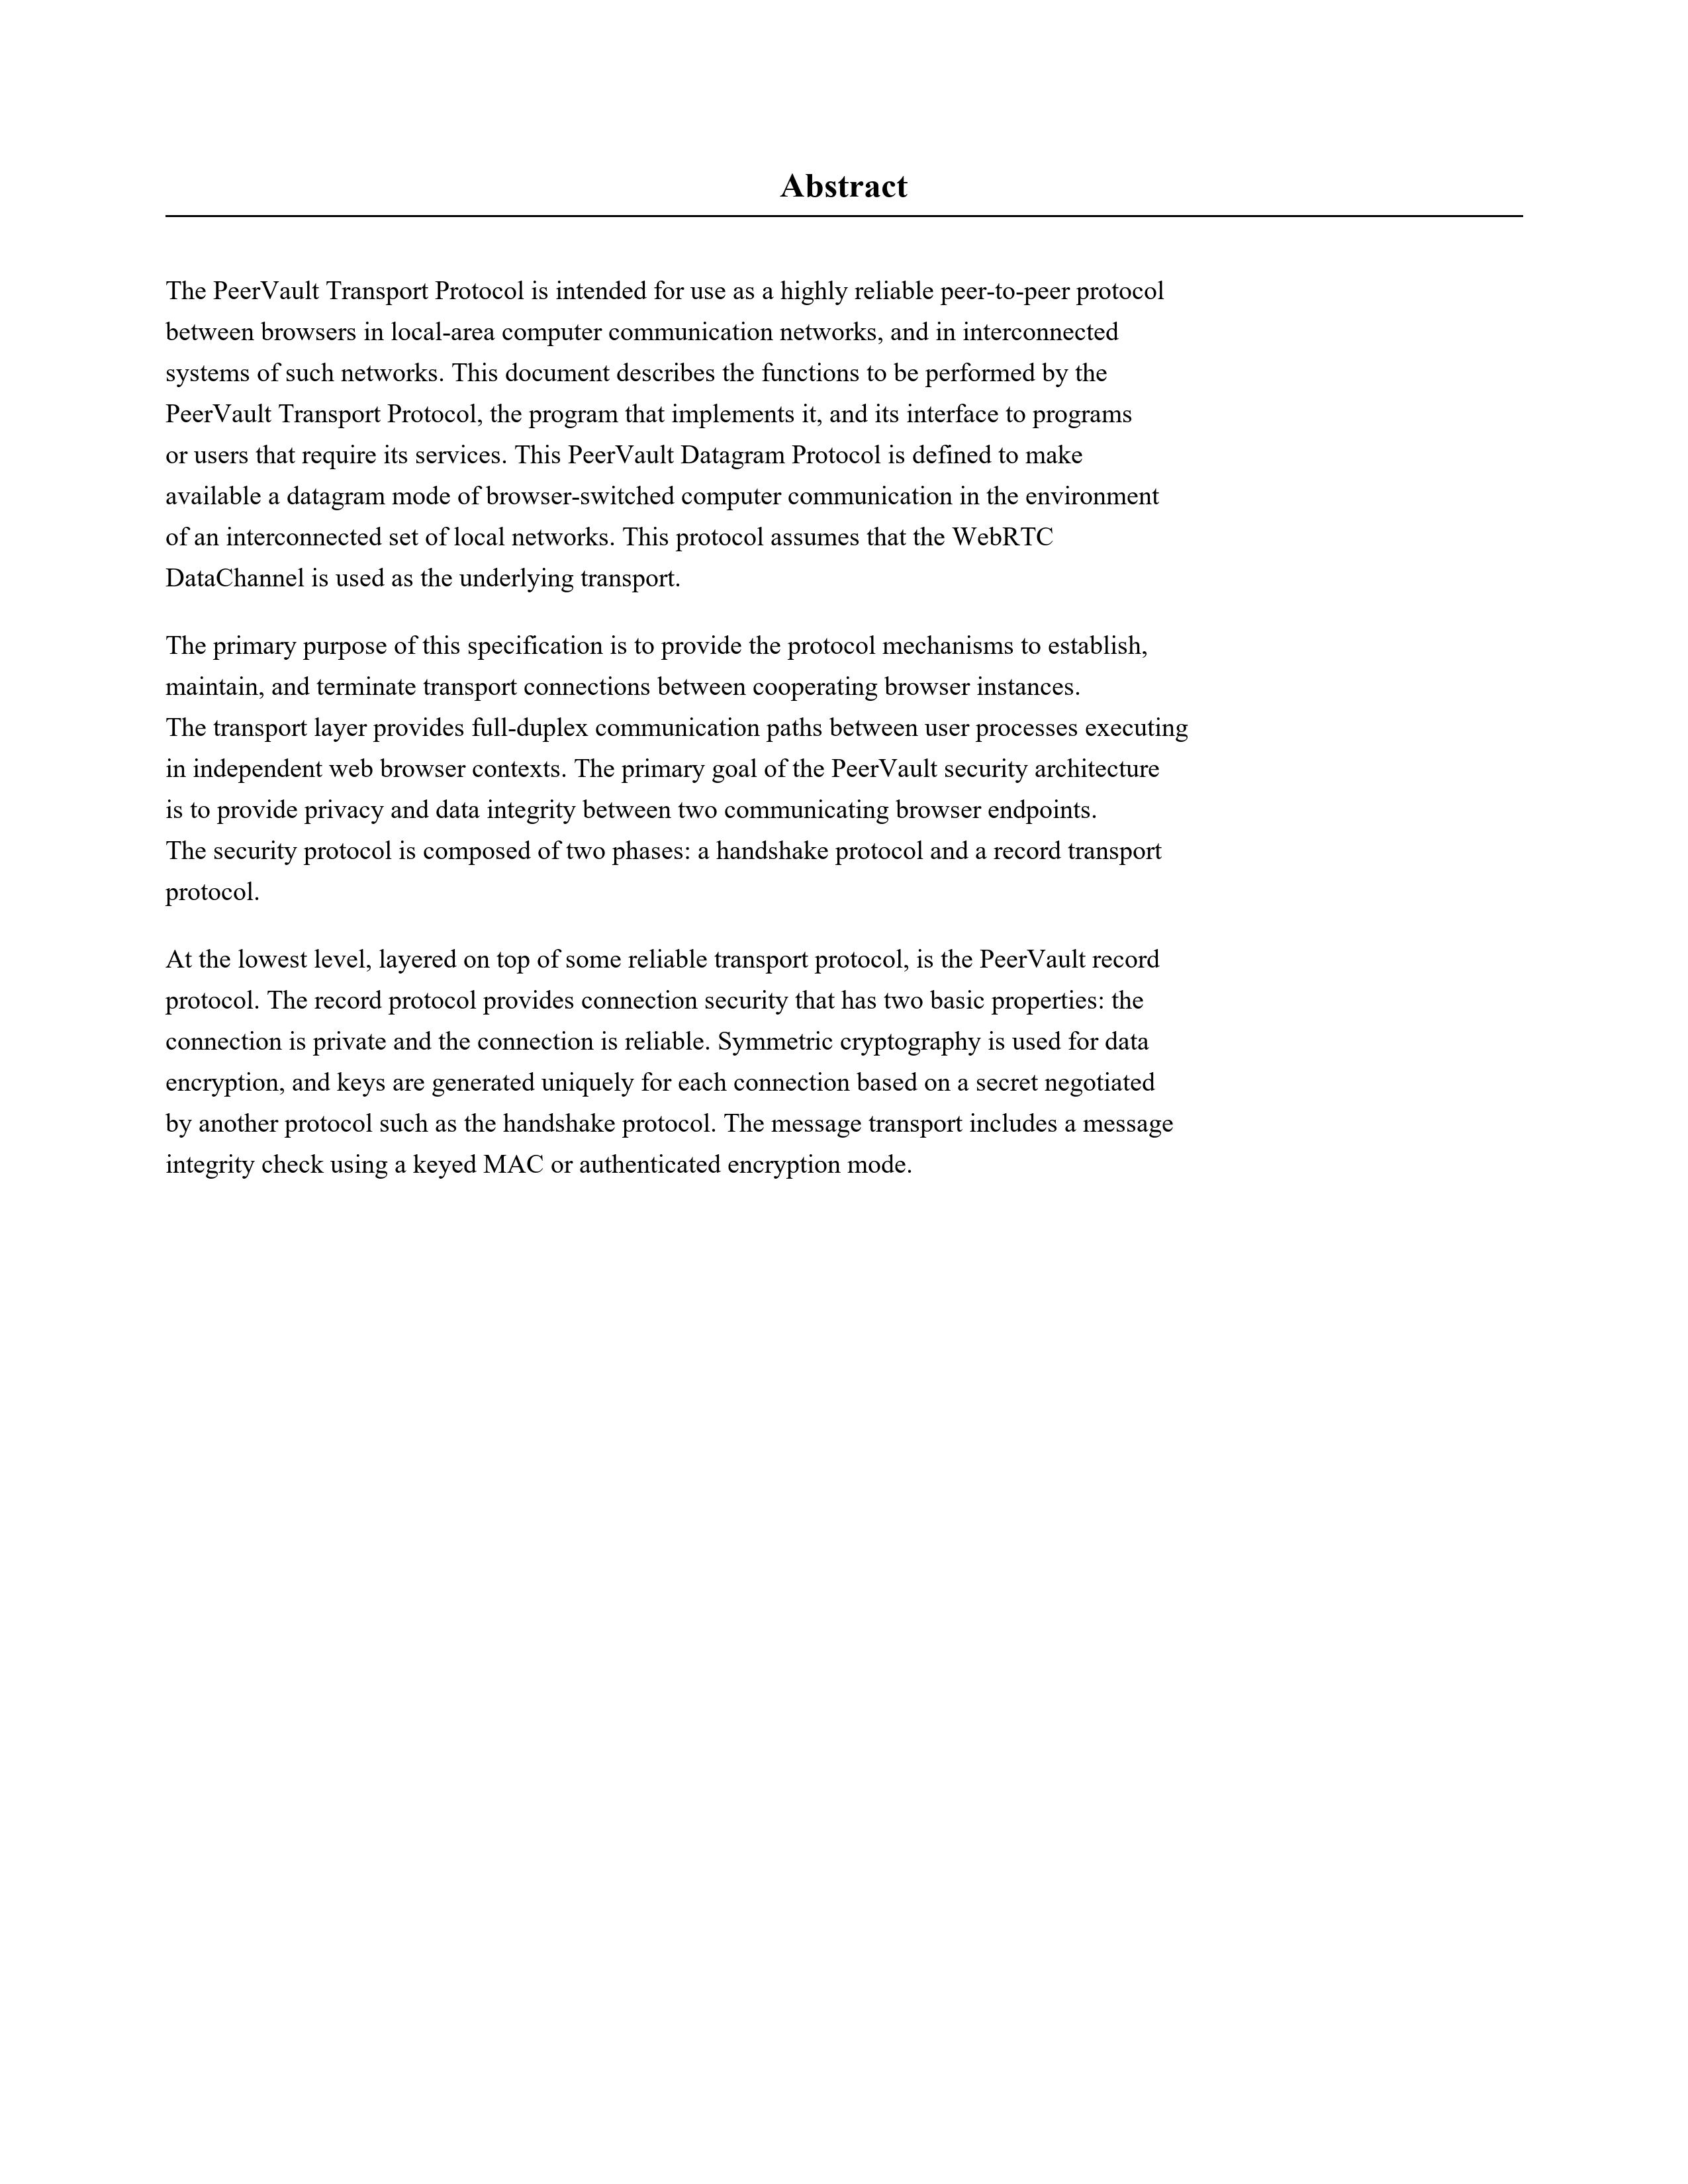 Abstract
The PeerVault Transport Protocol is intended for use as a highly reliable peer-to-peer protocol
between browsers in local-area computer communication networks, and in interconnected
systems of such networks. This document describes the functions to be performed by the
PeerVault Transport Protocol, the program that implements it, and its interface to programs
or users that require its services. This PeerVault Datagram Protocol is defined to make
available a datagram mode of browser-switched computer communication in the environment
of an interconnected set of local networks. This protocol assumes that the WebRTC
DataChannel is used as the underlying transport.
The primary purpose of this specification is to provide the protocol mechanisms to establish,
maintain, and terminate transport connections between cooperating browser instances.
The transport layer provides full-duplex communication paths between user processes executing
in independent web browser contexts. The primary goal of the PeerVault security architecture
is to provide privacy and data integrity between two communicating browser endpoints.
The security protocol is composed of two phases: a handshake protocol and a record transport
protocol.
At the lowest level, layered on top of some reliable transport protocol, is the PeerVault record
protocol. The record protocol provides connection security that has two basic properties: the
connection is private and the connection is reliable. Symmetric cryptography is used for data
encryption, and keys are generated uniquely for each connection based on a secret negotiated
by another protocol such as the handshake protocol. The message transport includes a message
integrity check using a keyed MAC or authenticated encryption mode.